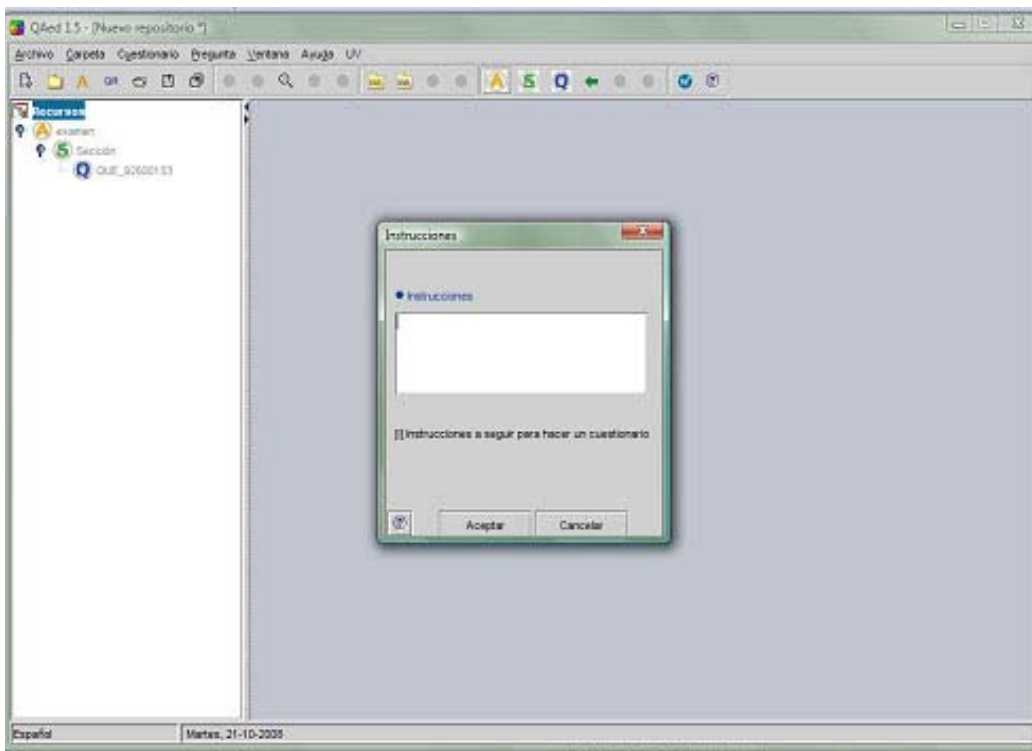 QAed 1.5 - [Nuevo repositorio *]
Archivo Carpeta Cuestionario Pregunta Ventana Ayuda UV
A S Q
Recursos
A examen
S Sección
Q
Instrucciones
Instrucciones
Instrucciones a seguir para hacer un cuestionario
Aceptar Cancelar
Español Martes, 21-10-2008